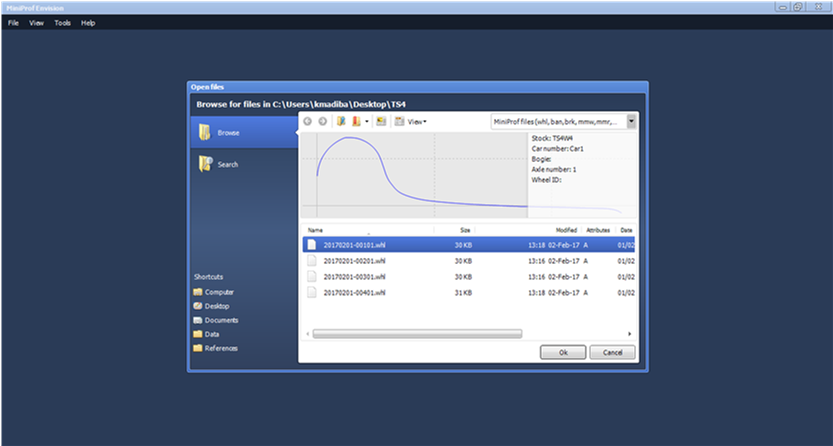 MiniProf Envision
File View Tools Help
Open files
Browse for files in C:\Users\kmadiba\Desktop\TS4
Browse
Search
View
MiniProf files (whl, ban,brk, mmw,mmr,...
Stock: TS4W4
Car number: Car1
Bogie:
Axle number: 1
Wheel ID:
Name Size Modified Attributes Date
20170201-00101.whl 30 KB 13:18 02-Feb-17 A 01/02
20170201-00201.whl 30 KB 13:16 02-Feb-17 A 01/02
20170201-00301.whl 30 KB 13:16 02-Feb-17 A 01/02
20170201-00401.whl 31 KB 13:18 02-Feb-17 A 01/02
Shortcuts
Computer
Desktop
Documents
Data
References
Ok Cancel